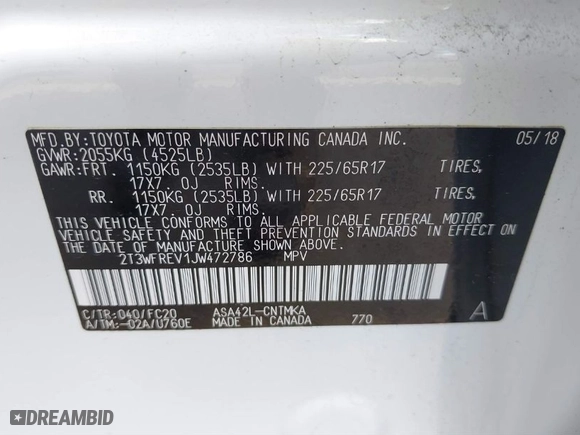 MFD.BY:TOYOTA MOTOR MANUFACTURING CANADA INC. 05/18
GVWR:2055KG (4525LB)
GAWR:FRT. 1150KG (2535LB) WITH 225/65R17 TIRES,
17X7. 0J RIMS.
RR. 1150KG (2535LB) WITH 225/65R17 TIRES,
17X7. 0J RIMS.
THIS VEHICLE CONFORMS TO ALL APPLICABLE FEDERAL MOTOR
VEHICLE SAFETY AND THEFT PREVENTION STANDARDS IN EFFECT ON
THE DATE OF MANUFACTURE SHOWN ABOVE.
2T3WFREV1JW472786 MPV
C/TR:040/FC20 ASA42L-CNTMKA A
A/TM:-02A/U760E MADE IN CANADA 770
DREAMBID